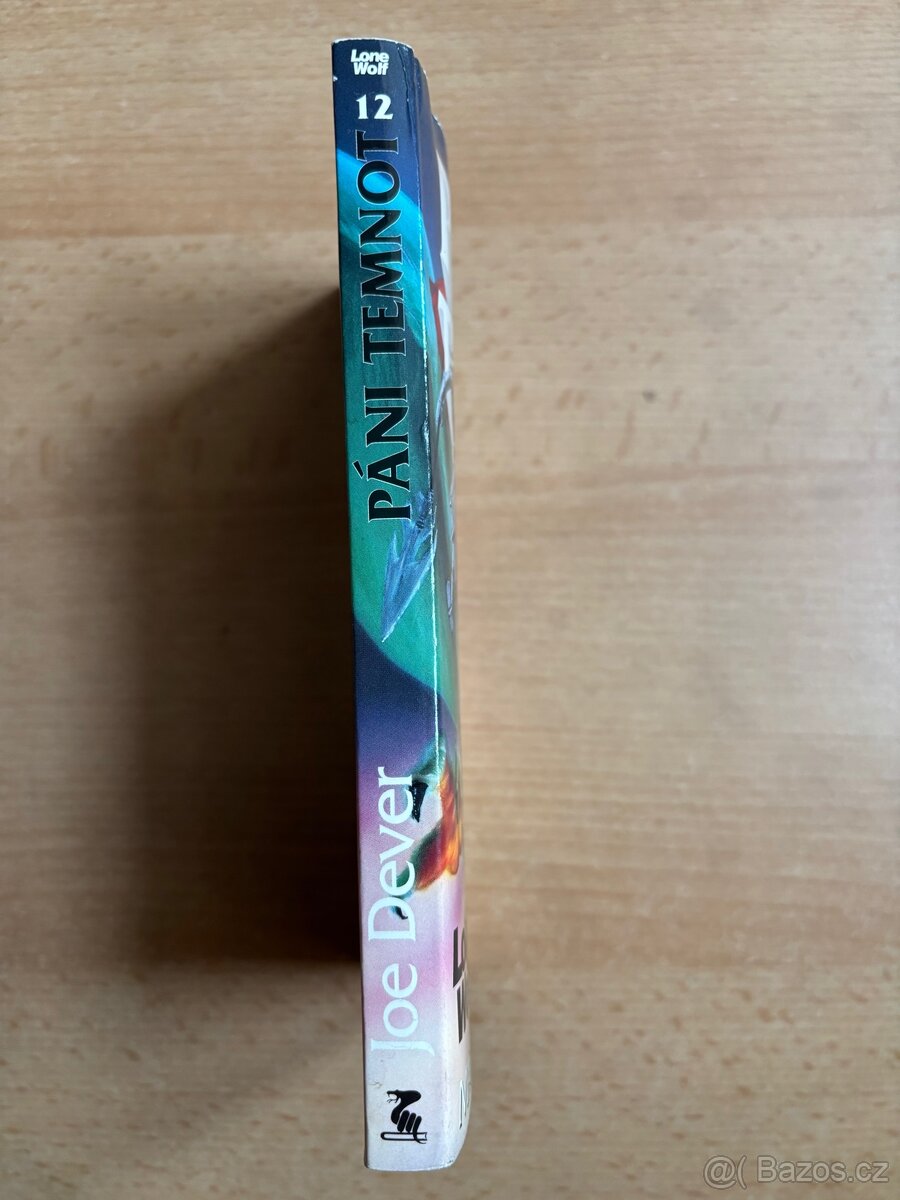 Lone
Wolf
12
PÁNI TEMNOT
Joe Dever
@( Bazos.cz